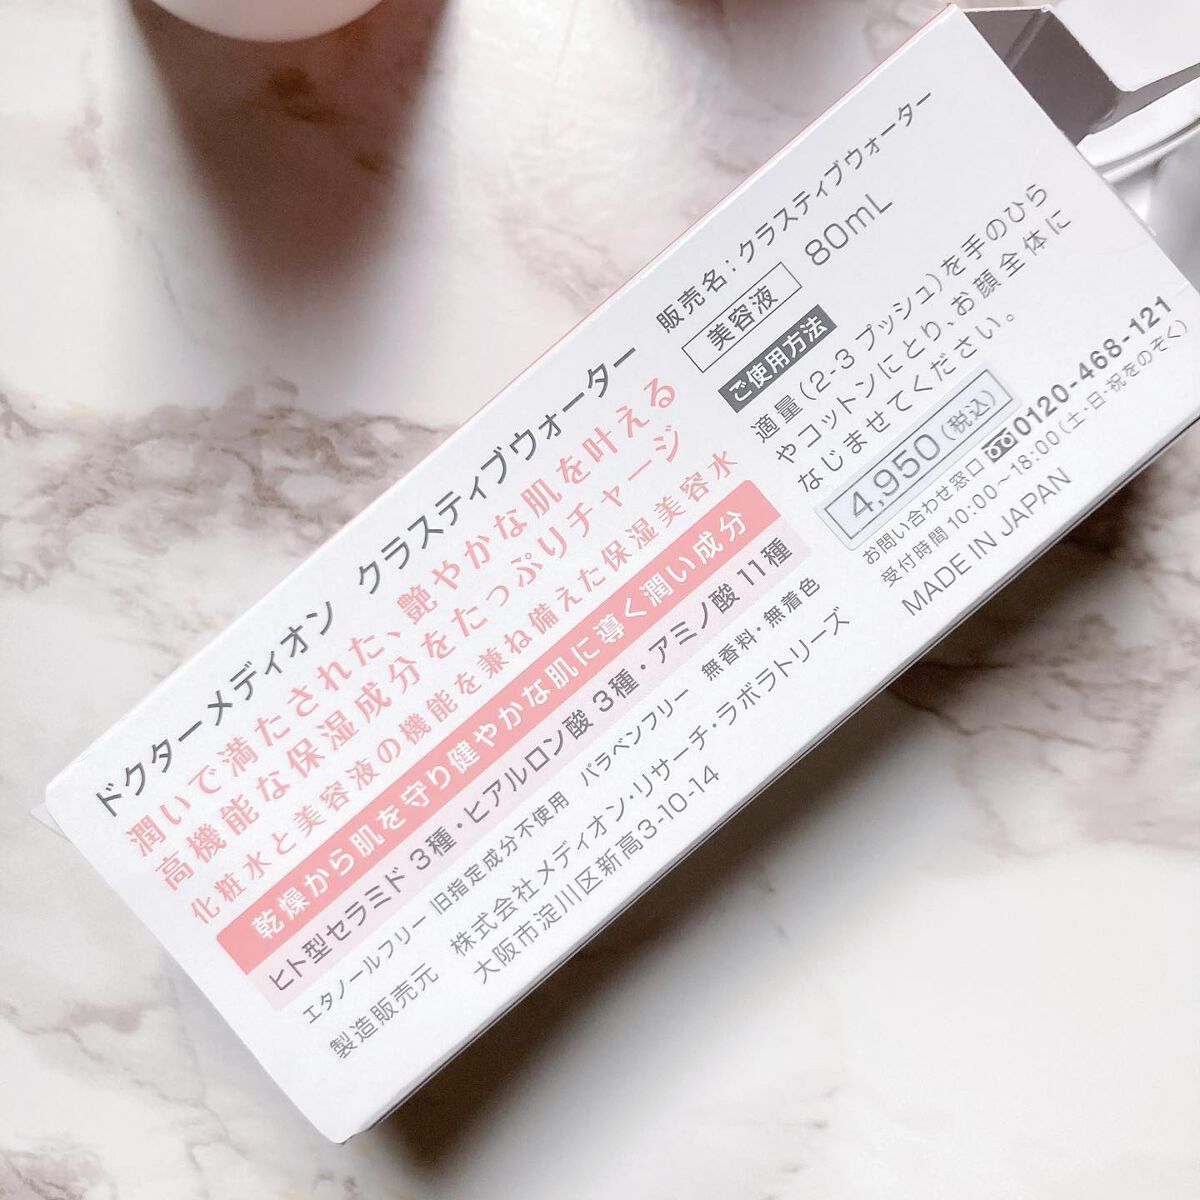 ドクターメディオン クラスティブウォーター
潤いで満たされた、艶やかな肌を叶える
高機能な保湿成分をたっぷりチャージ
化粧水と美容液の機能を兼ね備えた保湿美容水
乾燥から肌を守り健やかな肌に導く潤い成分
ヒト型セラミド 3種・ヒアルロン酸 3種・アミノ酸 11種
エタノールフリー 旧指定成分不使用 パラベンフリー 無香料・無着色
製造販売元 株式会社メディオン・リサーチ・ラボラトリーズ
大阪市淀川区新高3-10-14
販売名：クラスティブウォーター
美容液 80mL
ご使用方法
適量（2-3プッシュ）を手のひら
やコットンにとり、お顔全体に
なじませてください。
4,950（税込）
お問い合わせ窓口 0120-468-121
受付時間 10:00〜18:00（土・日・祝をのぞく）
MADE IN JAPAN